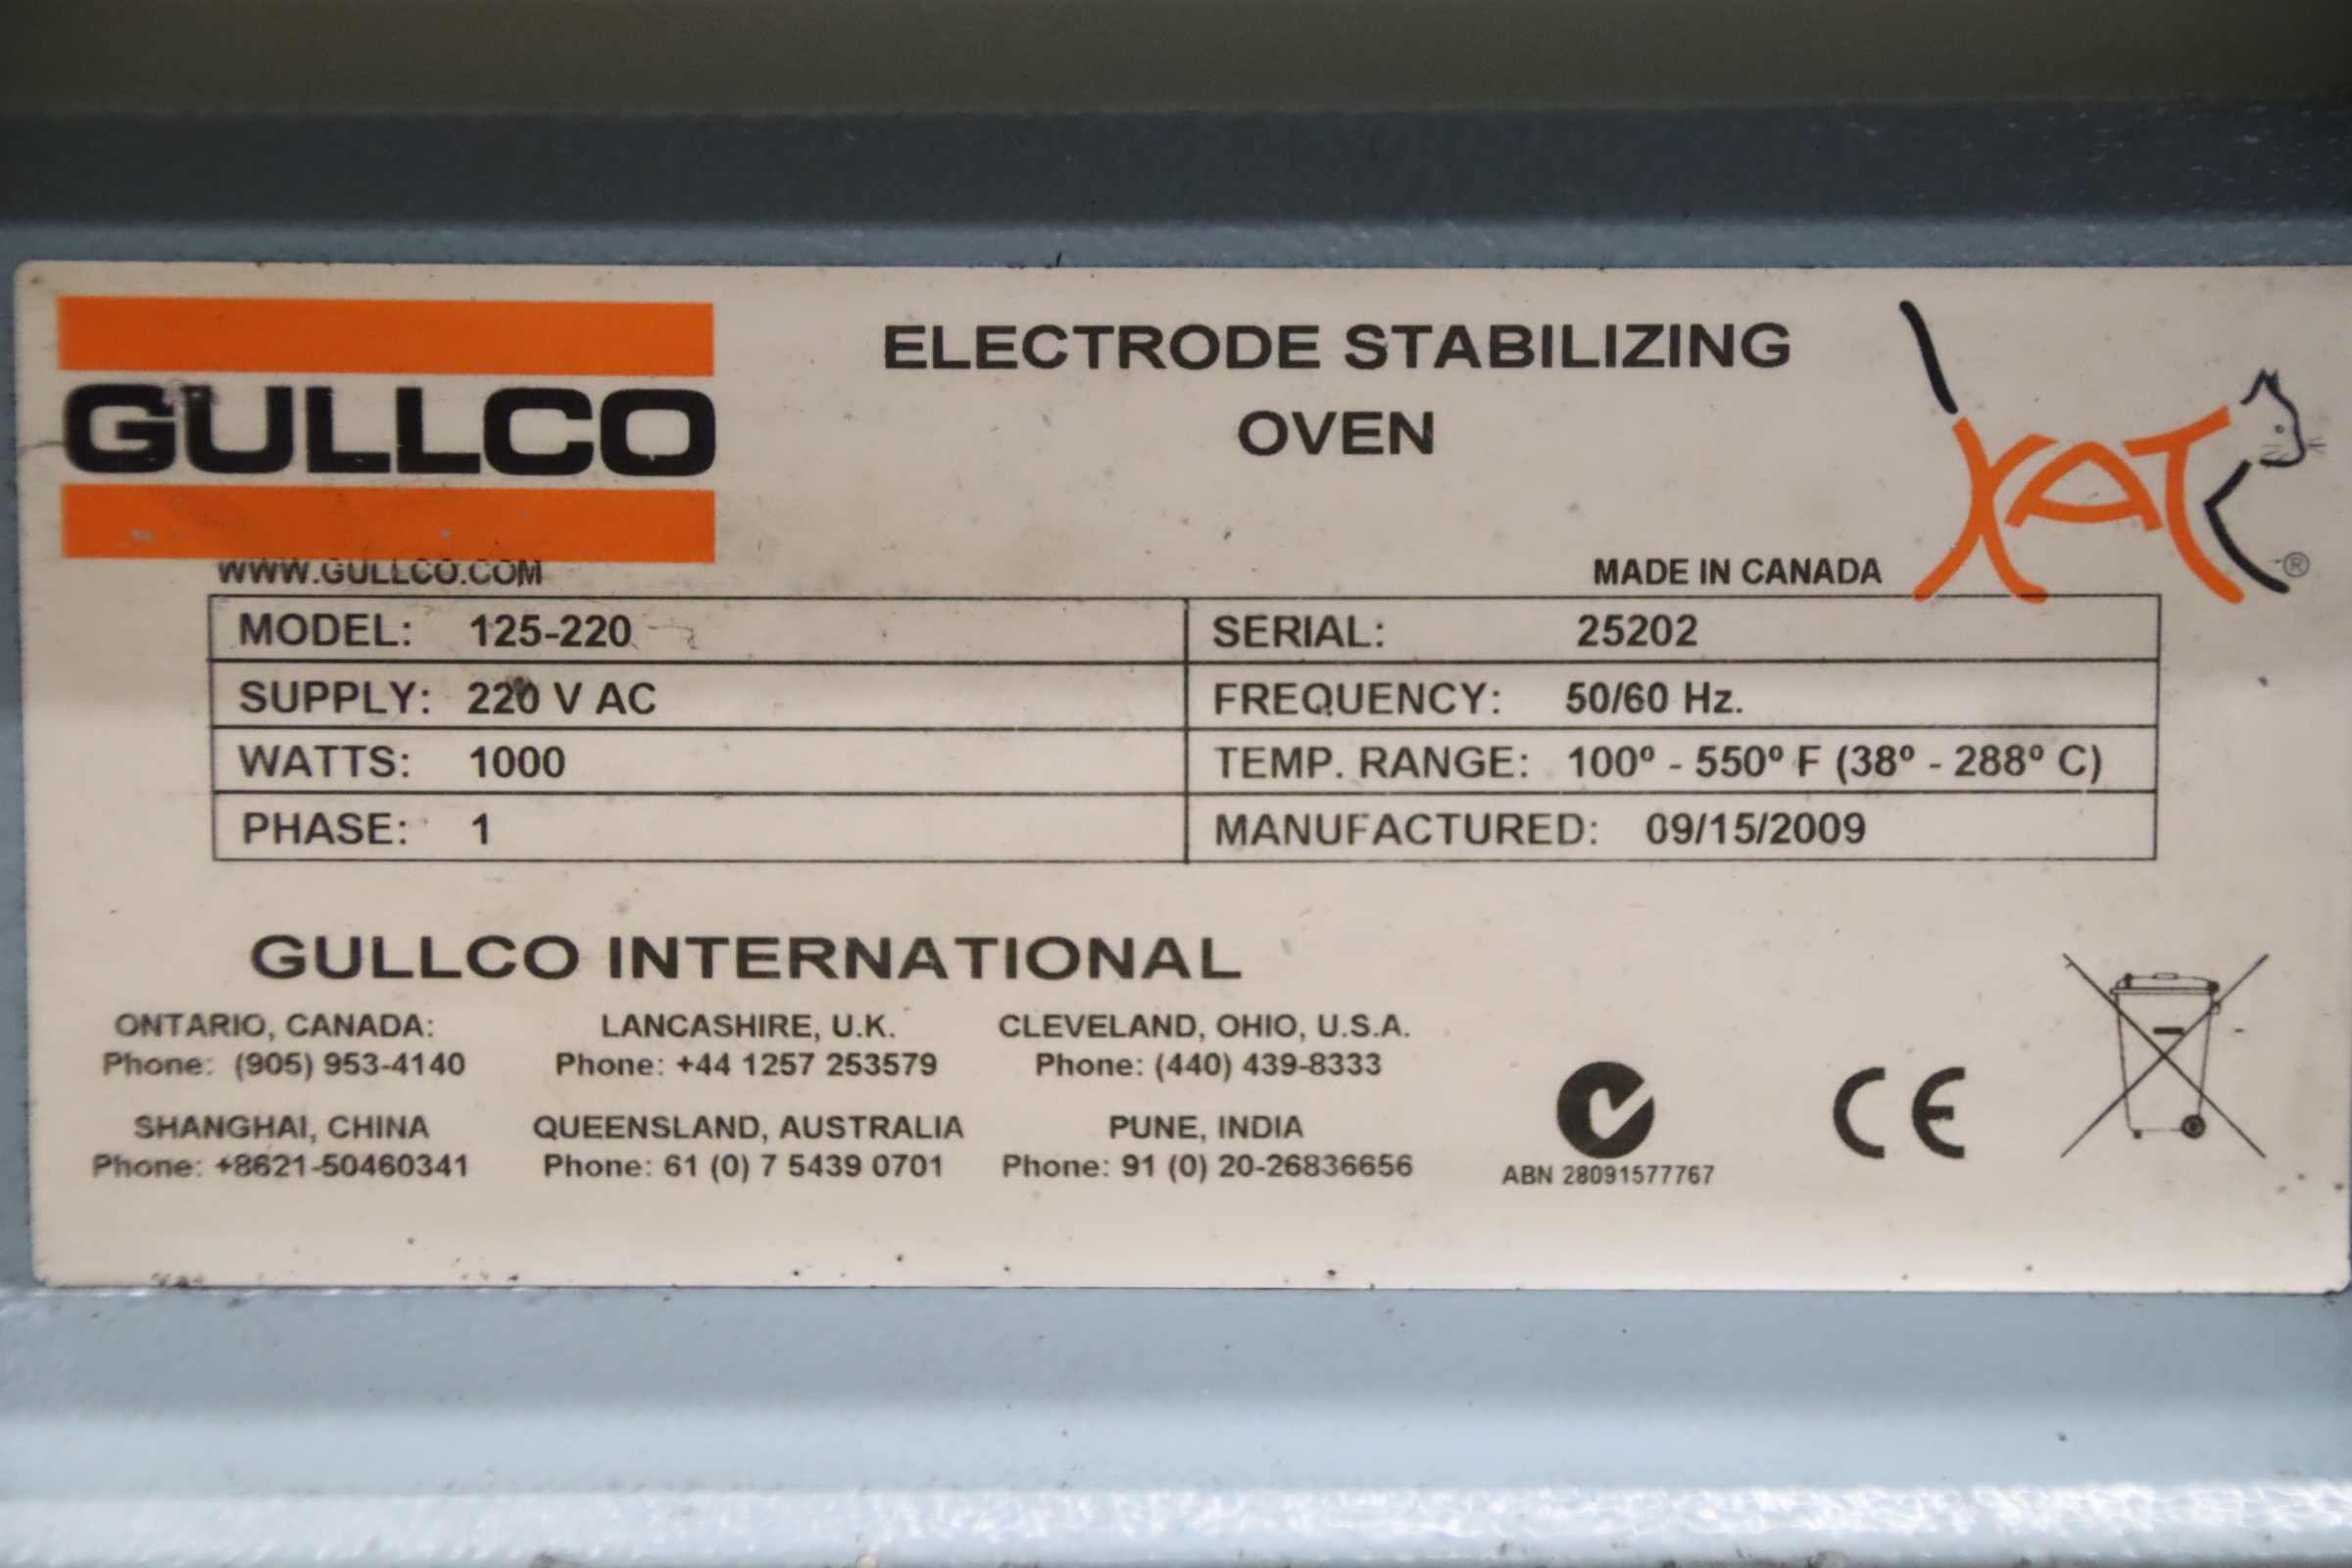 GULLCO
ELECTRODE STABILIZING
OVEN
KAT ®
WWW.GULLCO.COM
MADE IN CANADA
MODEL: 125-220
SERIAL: 25202
SUPPLY: 220 V AC
FREQUENCY: 50/60 Hz.
WATTS: 1000
TEMP. RANGE: 100º - 550º F (38º - 288º C)
PHASE: 1
MANUFACTURED: 09/15/2009
GULLCO INTERNATIONAL
ONTARIO, CANADA:
Phone: (905) 953-4140
LANCASHIRE, U.K.
Phone: +44 1257 253579
CLEVELAND, OHIO, U.S.A.
Phone: (440) 439-8333
SHANGHAI, CHINA
Phone: +8621-50460341
QUEENSLAND, AUSTRALIA
Phone: 61 (0) 7 5439 0701
PUNE, INDIA
Phone: 91 (0) 20-26836656
ABN 28091577767
CE